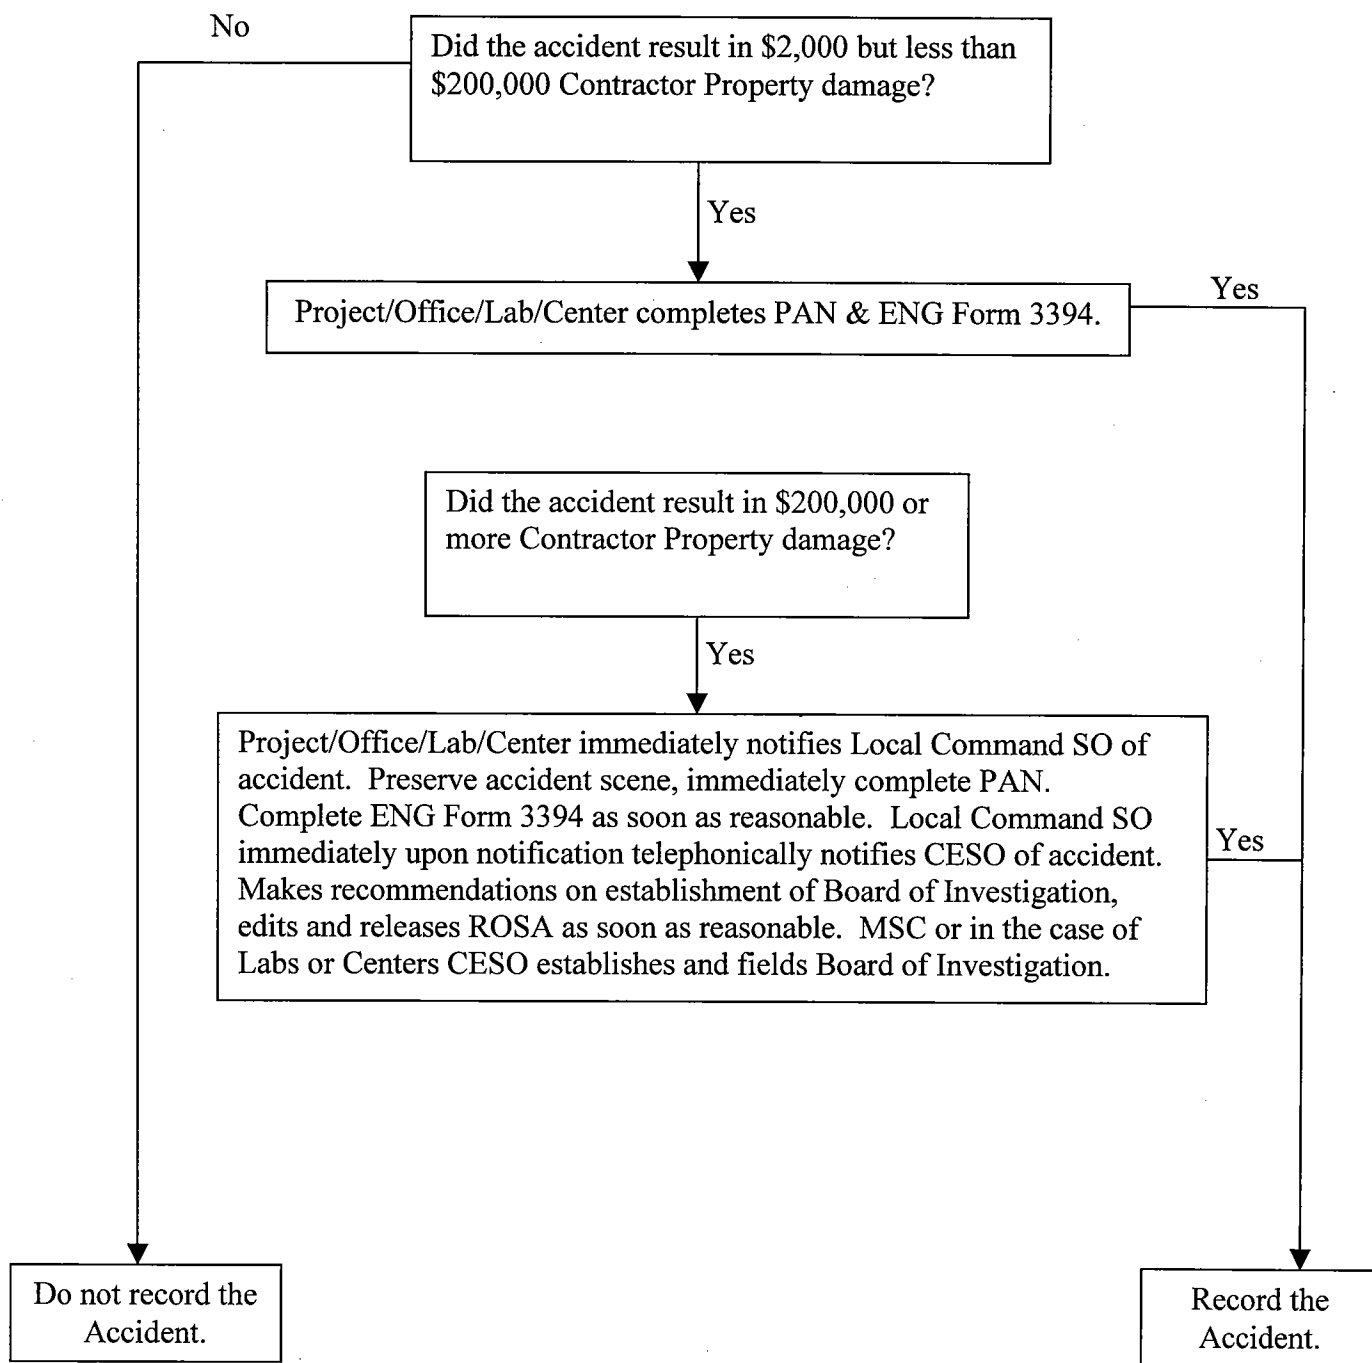 No
Did the accident result in $2,000 but less than
$200,000 Contractor Property damage?
Yes
Project/Office/Lab/Center completes PAN & ENG Form 3394.
Yes
Did the accident result in $200,000 or
more Contractor Property damage?
Yes
Project/Office/Lab/Center immediately notifies Local Command SO of
accident. Preserve accident scene, immediately complete PAN.
Complete ENG Form 3394 as soon as reasonable. Local Command SO
immediately upon notification telephonically notifies CESO of accident.
Makes recommendations on establishment of Board of Investigation,
edits and releases ROSA as soon as reasonable. MSC or in the case of
Labs or Centers CESO establishes and fields Board of Investigation.
Yes
Do not record the
Accident.
Record the
Accident.